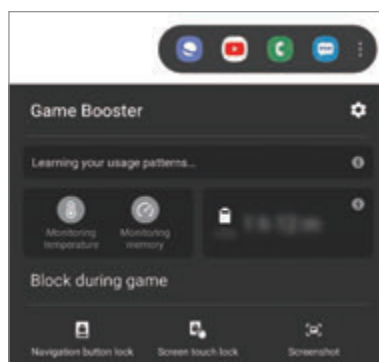 Game Booster
Learning your usage patterns...
Monitoring temperature
Monitoring memory
Block during game
Navigation button lock
Screen touch lock
Screenshot